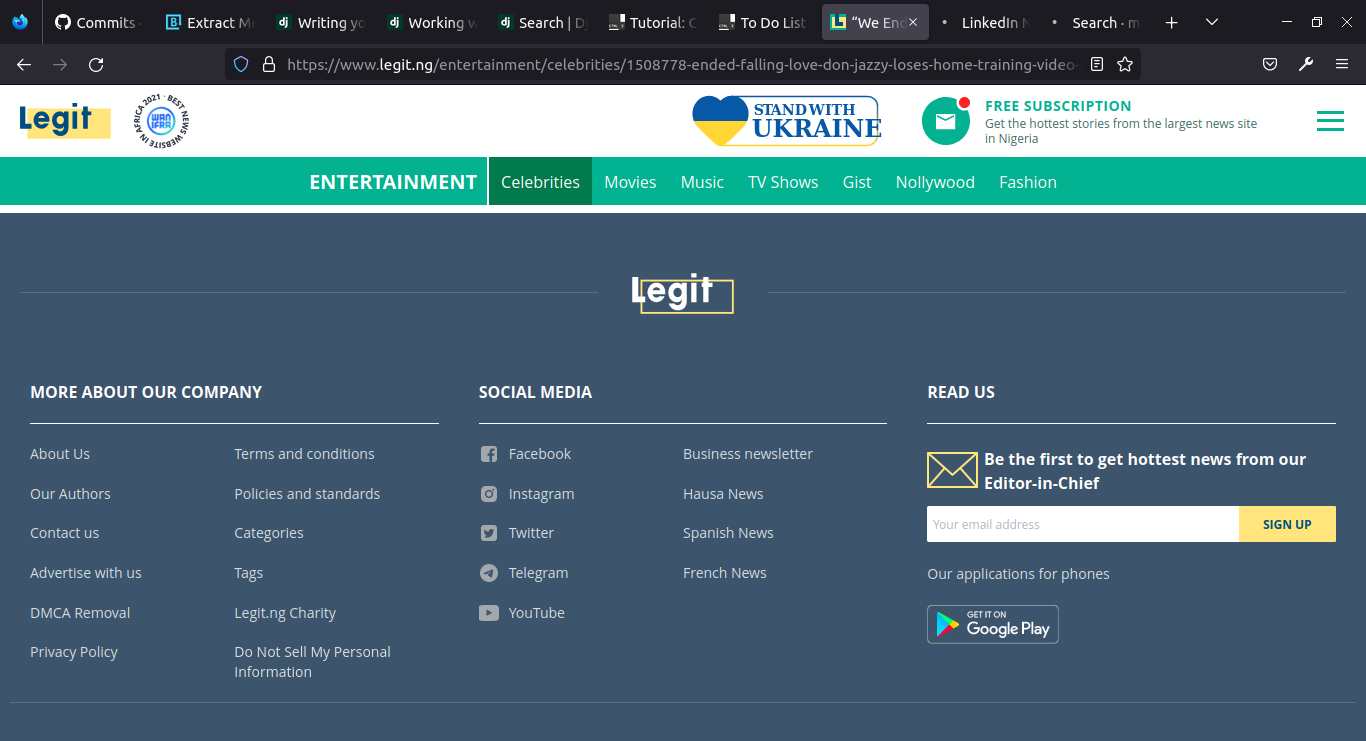 Commits ·
Extract Me
Writing yo
Working w
Search | Dj
Tutorial: C
To Do List
“We End
LinkedIn N
Search · m
https://www.legit.ng/entertainment/celebrities/1508778-ended-falling-love-don-jazzy-loses-home-training-video-
Legit
BEST NEWS WEBSITE IN AFRICA 2021
WAN
IFRA
STAND WITH
UKRAINE
FREE SUBSCRIPTION
Get the hottest stories from the largest news site
in Nigeria
ENTERTAINMENT
Celebrities
Movies
Music
TV Shows
Gist
Nollywood
Fashion
Legit
MORE ABOUT OUR COMPANY
About Us
Our Authors
Contact us
Advertise with us
DMCA Removal
Privacy Policy
Terms and conditions
Policies and standards
Categories
Tags
Legit.ng Charity
Do Not Sell My Personal
Information
SOCIAL MEDIA
Facebook
Instagram
Twitter
Telegram
YouTube
Business newsletter
Hausa News
Spanish News
French News
READ US
Be the first to get hottest news from our
Editor-in-Chief
Your email address
SIGN UP
Our applications for phones
GET IT ON
Google Play